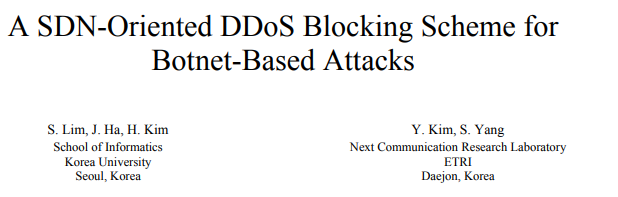 A SDN-Oriented DDoS Blocking Scheme for
Botnet-Based Attacks
S. Lim, J. Ha, H. Kim
School of Informatics
Korea University
Seoul, Korea
Y. Kim, S. Yang
Next Communication Research Laboratory
ETRI
Daejon, Korea